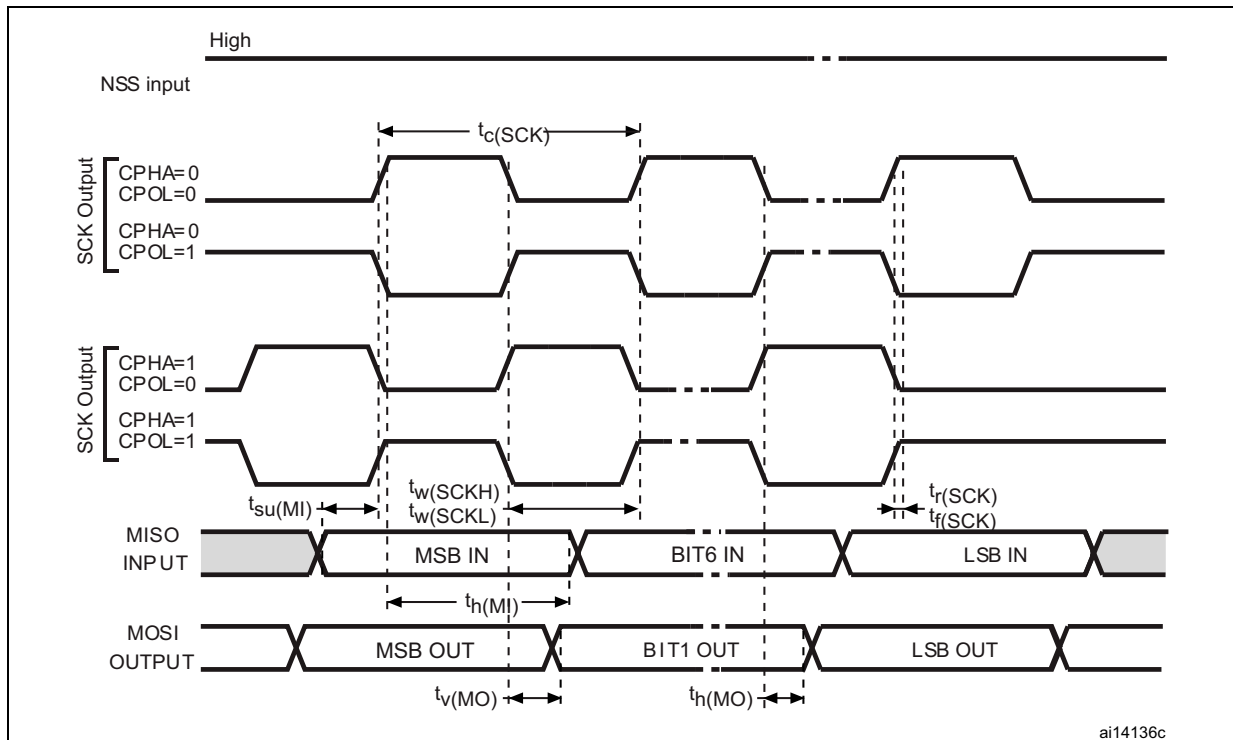 High
NSS input
tc(SCK)
SCK Output
CPHA=0
CPOL=0
CPHA=0
CPOL=1
SCK Output
CPHA=1
CPOL=0
CPHA=1
CPOL=1
tsu(MI)
tw(SCKH)
tw(SCKL)
tr(SCK)
tf(SCK)
MISO
INPUT
MSB IN
BIT6 IN
LSB IN
th(MI)
MOSI
OUTPUT
MSB OUT
BIT1 OUT
LSB OUT
tv(MO)
th(MO)
ai14136c